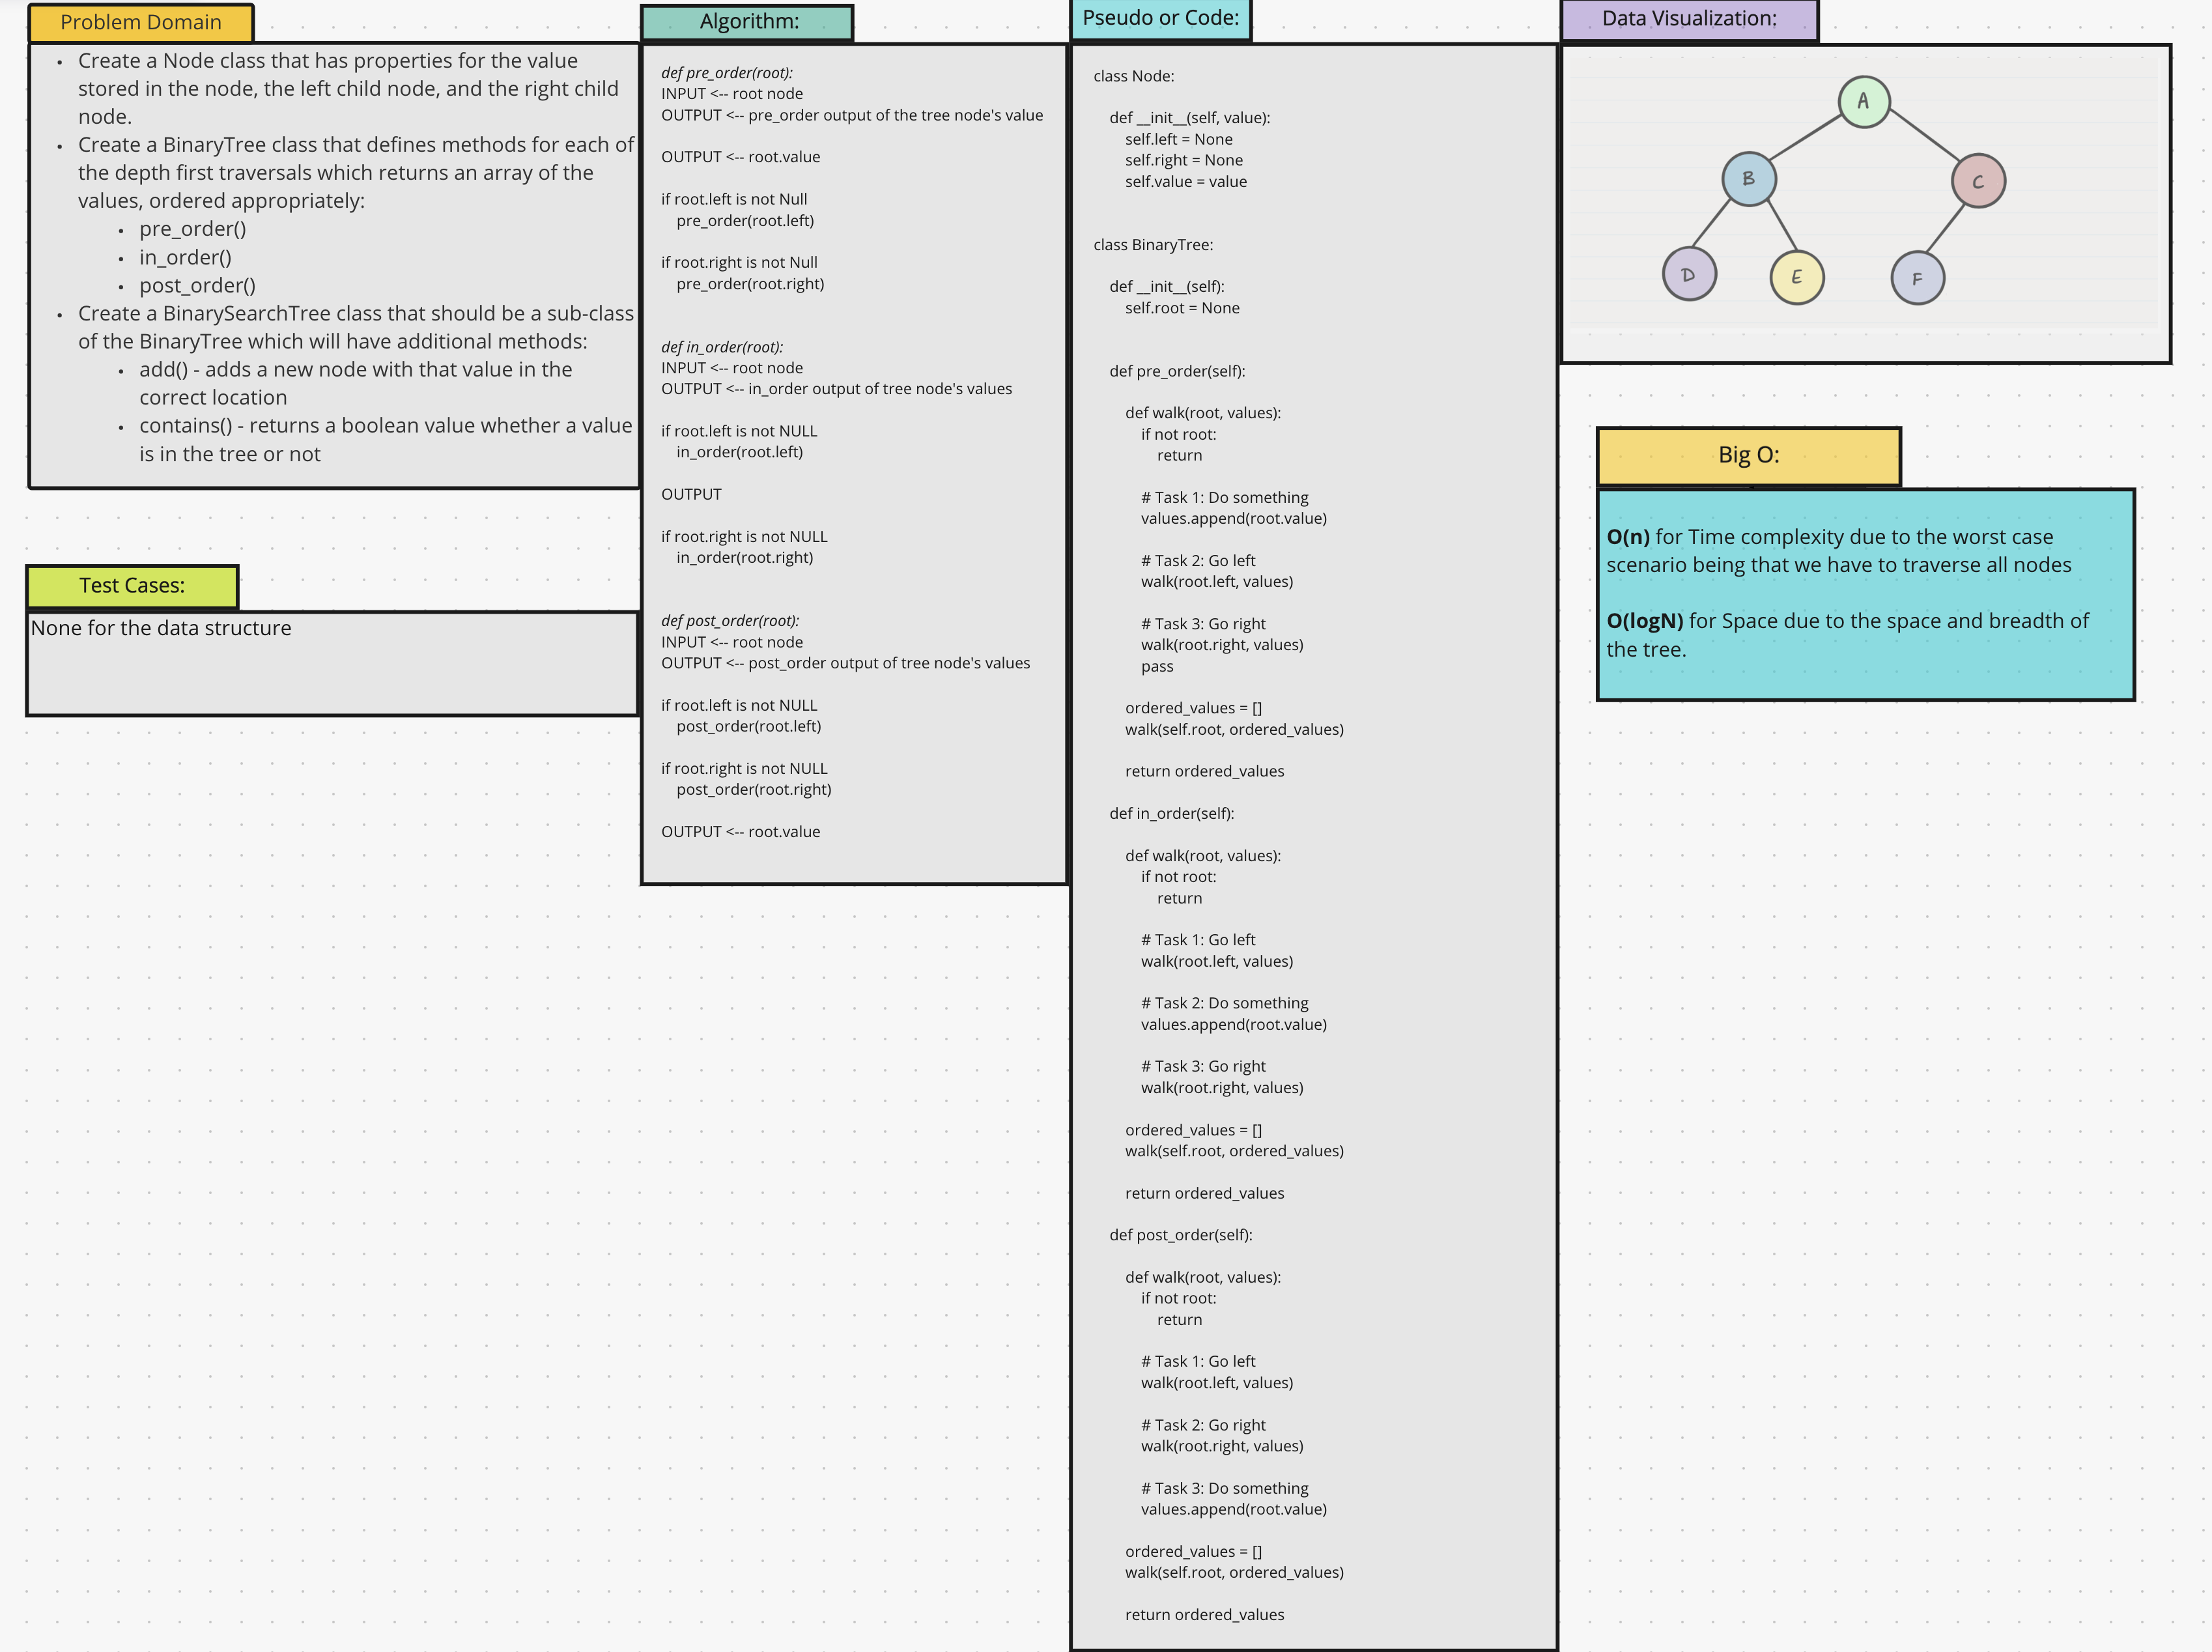 Problem Domain
• Create a Node class that has properties for the value
stored in the node, the left child node, and the right child
node.
• Create a BinaryTree class that defines methods for each of
the depth first traversals which returns an array of the
values, ordered appropriately:
• pre_order()
• in_order()
• post_order()
• Create a BinarySearchTree class that should be a sub-class
of the BinaryTree which will have additional methods:
• add() - adds a new node with that value in the
correct location
• contains() - returns a boolean value whether a value
is in the tree or not
Test Cases:
None for the data structure
Algorithm:
def pre_order(root):
INPUT <-- root node
OUTPUT <-- pre_order output of the tree node's value
OUTPUT <-- root.value
if root.left is not Null
pre_order(root.left)
if root.right is not Null
pre_order(root.right)
def in_order(root):
INPUT <-- root node
OUTPUT <-- in_order output of tree node's values
if root.left is not NULL
in_order(root.left)
OUTPUT
if root.right is not NULL
in_order(root.right)
def post_order(root):
INPUT <-- root node
OUTPUT <-- post_order output of tree node's values
if root.left is not NULL
post_order(root.left)
if root.right is not NULL
post_order(root.right)
OUTPUT <-- root.value
Pseudo or Code:
class Node:
def __init__(self, value):
self.left = None
self.right = None
self.value = value
class BinaryTree:
def __init__(self):
self.root = None
def pre_order(self):
def walk(root, values):
if not root:
return
# Task 1: Do something
values.append(root.value)
# Task 2: Go left
walk(root.left, values)
# Task 3: Go right
walk(root.right, values)
pass
ordered_values = []
walk(self.root, ordered_values)
return ordered_values
def in_order(self):
def walk(root, values):
if not root:
return
# Task 1: Go left
walk(root.left, values)
# Task 2: Do something
values.append(root.value)
# Task 3: Go right
walk(root.right, values)
ordered_values = []
walk(self.root, ordered_values)
return ordered_values
def post_order(self):
def walk(root, values):
if not root:
return
# Task 1: Go left
walk(root.left, values)
# Task 2: Go right
walk(root.right, values)
# Task 3: Do something
values.append(root.value)
ordered_values = []
walk(self.root, ordered_values)
return ordered_values
Data Visualization:
A
B C
D E F
Big O:
O(n) for Time complexity due to the worst case
scenario being that we have to traverse all nodes
O(logN) for Space due to the space and breadth of
the tree.